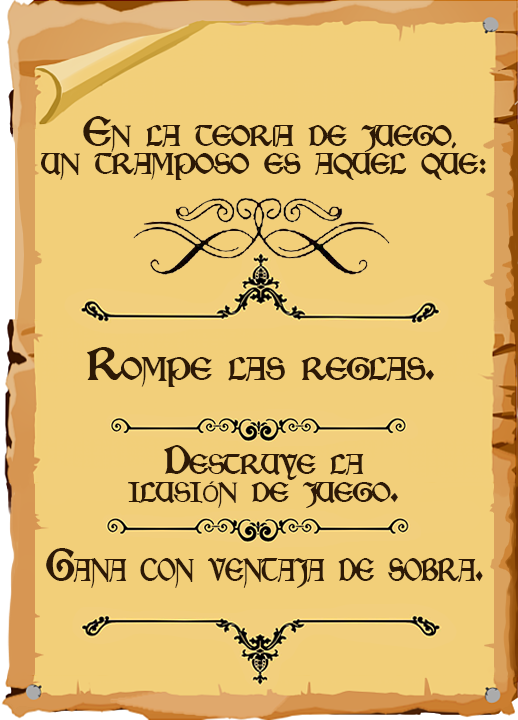 En la teoria de juego,
un tramposo es aquel que:
Rompe las reglas.
Destruye la
ilusión de juego.
Gana con ventaja de sobra.